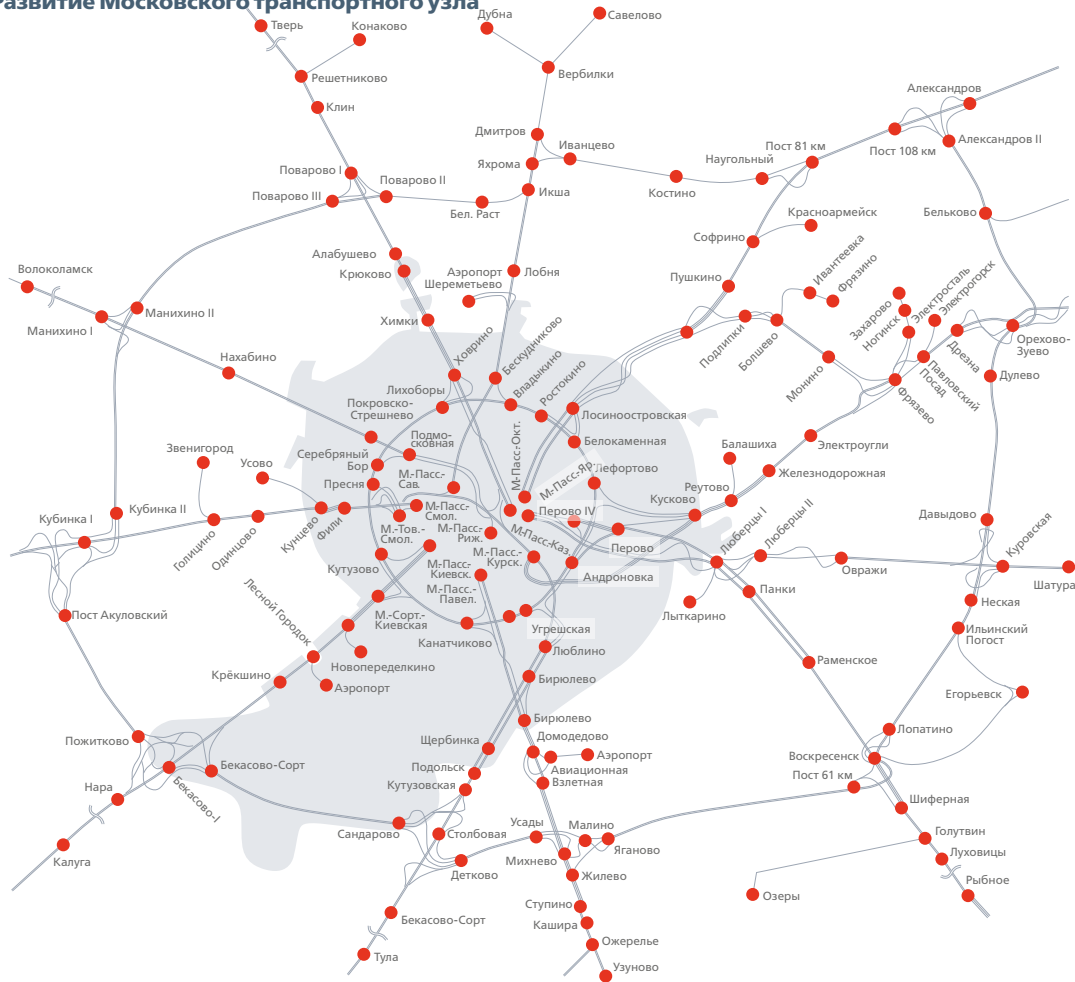 Развитие Московского транспортного узла
Тверь
Конаково
Дубна
Савелово
Решетниково
Вербилки
Клин
Александров
Дмитров
Иванцево
Пост 81 км
Наугольный
Пост 108 км
Александров II
Поварово I
Поварово II
Яхрома
Поварово III
Бел. Раст
Икша
Костино
Бельково
Красноармейск
Софрино
Алабушево
Крюково
Аэропорт
Шереметьево
Лобня
Волоколамск
Пушкино
Ивантеевка
Фрязино
Захарово
Ногинск
Электросталь
Электрогорск
Манихино I
Манихино II
Химки
Ховрино
Бескудниково
Владыкино
Ростокино
Подлипки
Болшево
Монино
Дрезна
Павловский
Посад
Фрязево
Орехово-
Зуево
Дулево
Нахабино
Лихоборы
Покровско-
Стрешнево
Лосиноостровская
Звенигород
Усово
Серебряный
Бор
Подмо-
сковная
М-Пасс.-Окт.
Белокаменная
Балашиха
Электроугли
Пресня
М.-Пасс.-
Сав.
М-Пасс-Яр.
Лефортово
Реутово
Железнодорожная
Кубинка I
Кубинка II
Голицино
Одинцово
Кунцево
Фили
М-Пасс-
Смол.
М.-Тов.-
Смол.
М-Пасс.-
Риж.
Перово IV
Кусково
Люберцы I
Люберцы II
Давыдово
Куровская
Кутузово
М.-Пасс-
Киевск.
М.-Пасс.-
Курск.
М-Пасс-Каз.
Перово
Андроновка
Овражи
Шатура
Пост Акуловский
Лесной Городок
М.-Сорт.-
Киевская
М.-Пасс.-
Павел.
Канатчиково
Угрешская
Лыткарино
Панки
Неская
Ильинский
Погост
Крёкшино
Новопеределкино
Аэропорт
Люблино
Бирюлево
Раменское
Егорьевск
Пожитково
Бекасово-Сорт
Бекасово-I
Щербинка
Бирюлево
Домодедово
Аэропорт
Авиационная
Взлетная
Лопатино
Воскресенск
Пост 61 км
Нара
Подольск
Кутузовская
Шиферная
Калуга
Сандарово
Столбовая
Детково
Усады
Малино
Михнево
Яганово
Жилево
Голутвин
Луховицы
Рыбное
Озеры
Бекасово-Сорт
Ступино
Кашира
Тула
Ожерелье
Узуново